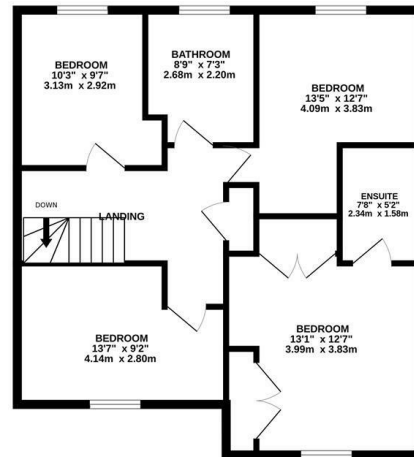 BEDROOM
10'3" x 9'7"
3.13m x 2.92m
BATHROOM
8'9" x 7'3"
2.68m x 2.20m
BEDROOM
13'5" x 12'7"
4.09m x 3.83m
ENSUITE
7'8" x 5'2"
2.34m x 1.58m
DOWN
LANDING
BEDROOM
13'7" x 9'2"
4.14m x 2.80m
BEDROOM
13'1" x 12'7"
3.99m x 3.83m